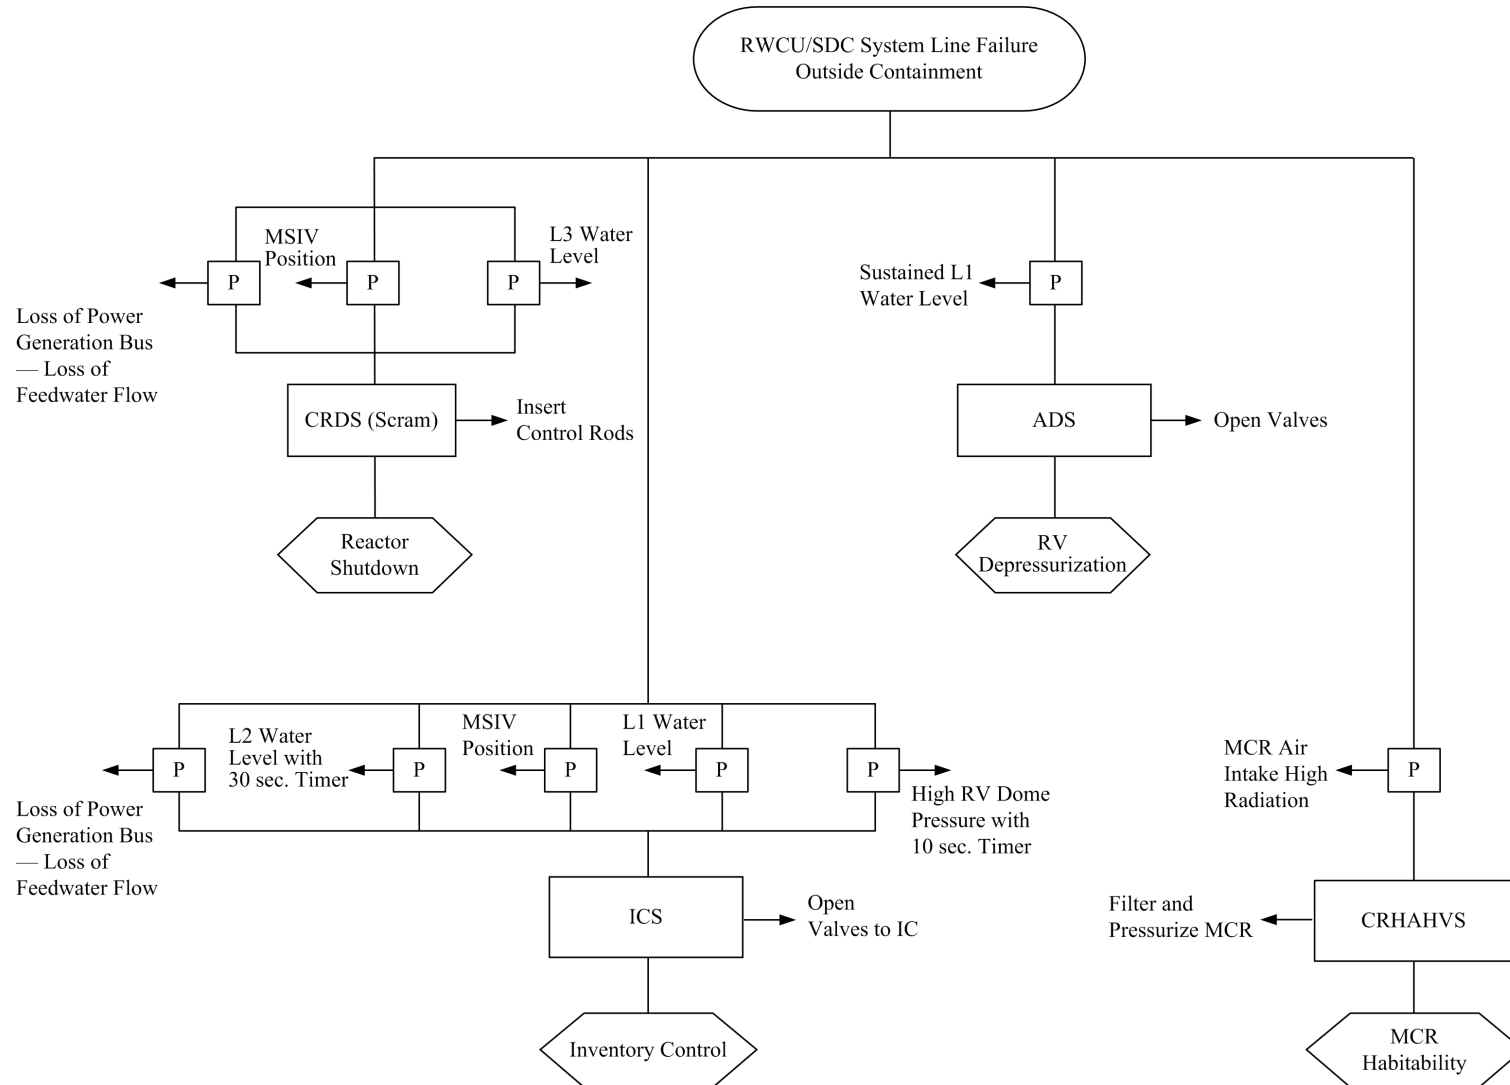 RWCU/SDC System Line Failure
Outside Containment
MSIV
Position
L3 Water
Level
P
P
P
Loss of Power
Generation Bus
— Loss of
Feedwater Flow
Sustained L1
Water Level
P
CRDS (Scram)
Insert
Control Rods
ADS
Open Valves
Reactor
Shutdown
RV
Depressurization
L2 Water
Level with
30 sec. Timer
MSIV
Position
L1 Water
Level
P
P
P
P
P
Loss of Power
Generation Bus
— Loss of
Feedwater Flow
High RV Dome
Pressure with
10 sec. Timer
MCR Air
Intake High
Radiation
P
ICS
Open
Valves to IC
Filter and
Pressurize MCR
CRHAHVS
Inventory Control
MCR
Habitability